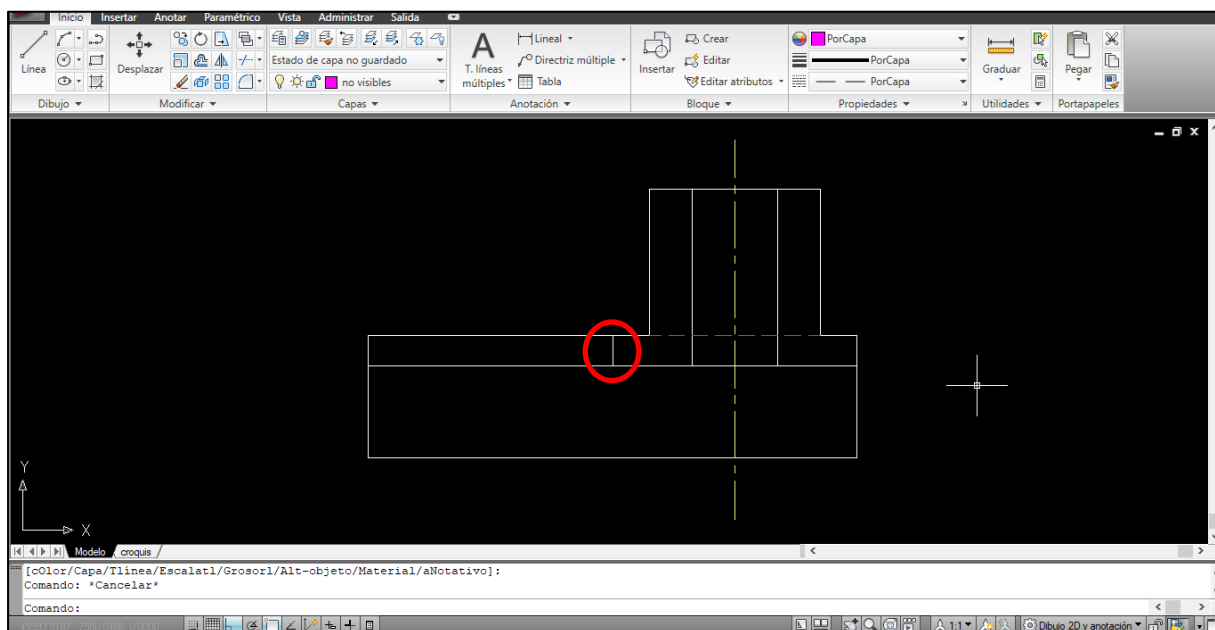 Inicio Insertar Anotar Paramétrico Vista Administrar Salida
Línea
Desplazar
Estado de capa no guardado
no visibles
A
T. líneas
múltiples
Lineal
Directriz múltiple
Tabla
Insertar
Crear
Editar
Editar atributos
PorCapa
PorCapa
PorCapa
Graduar
Pegar
Dibujo Modificar Capas Anotación Bloque Propiedades Utilidades Portapapeles
Y
X
Modelo croquis
[cOlor/Capa/Tlínea/Escalatl/Grosorl/Alt-objeto/Material/aNotativo]:
Comando: *Cancelar*
Comando:
1:1 Dibujo 2D y anotación